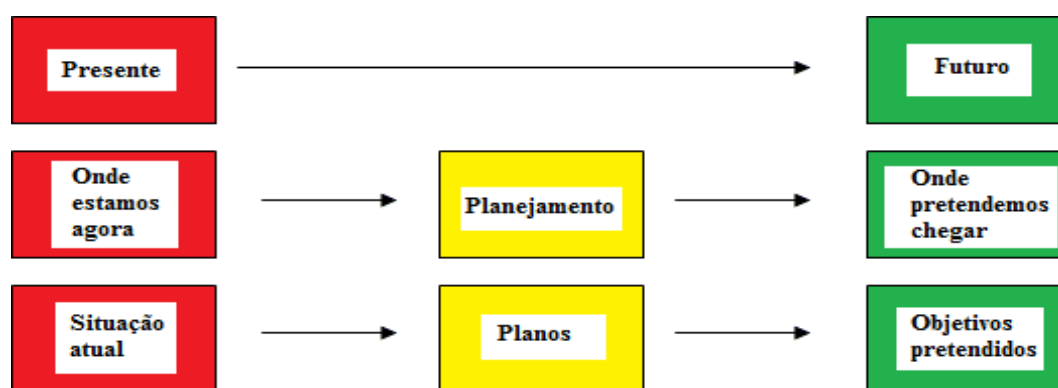 Presente
Futuro
Onde
estamos
agora
Planejamento
Onde
pretendemos
chegar
Situação
atual
Planos
Objetivos
pretendidos